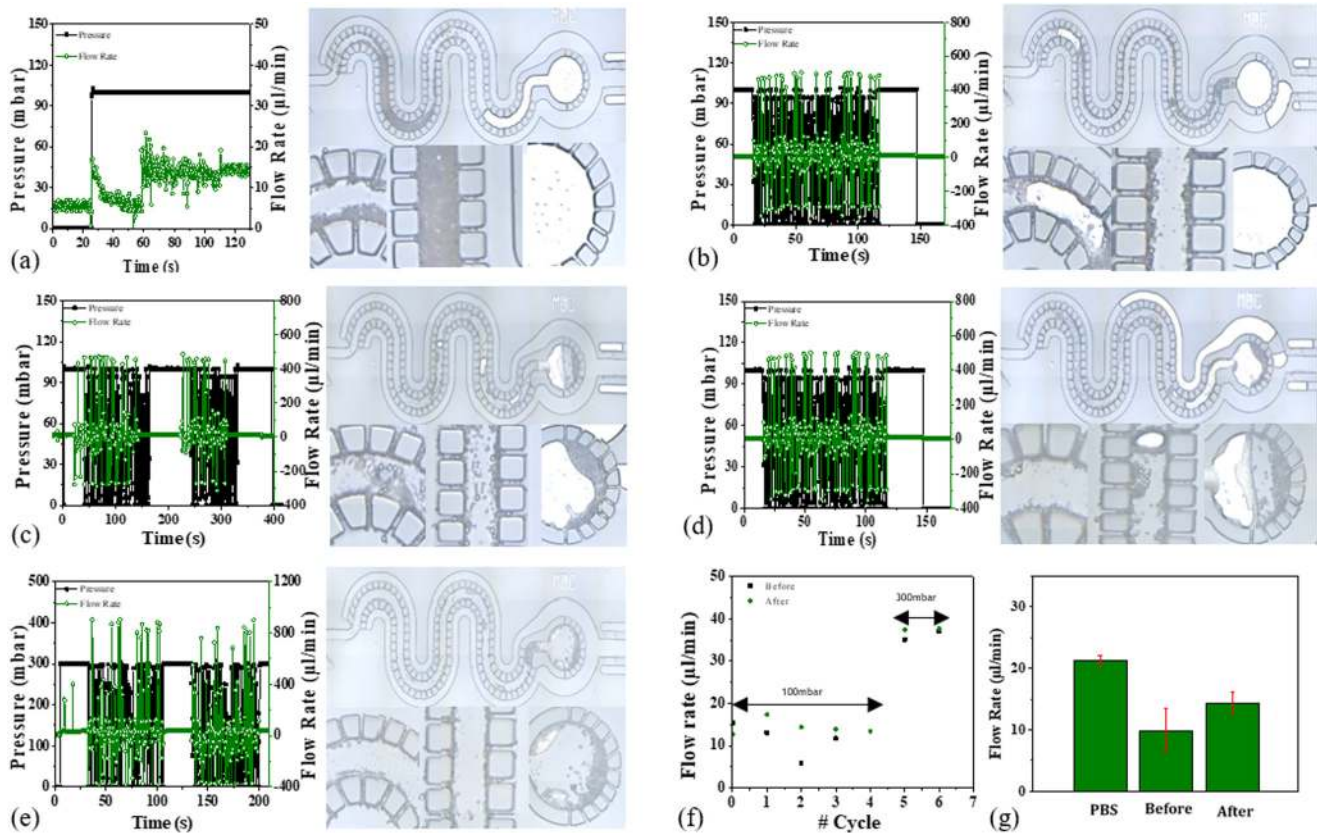 150
120
90
60
30
0
Pressure (mbar)
Pressure
Flow Rate
50
40
30
20
10
0
Flow Rate (µl/min)
0 20 40 60 80 100 120
Time (s)
(a)
150
120
90
60
30
0
Pressure (mbar)
Pressure
Flow Rate
800
600
400
200
0
-200
-400
Flow Rate (µl/min)
0 50 100 150
Time (s)
(b)
150
120
90
60
30
0
Pressure (mbar)
Pressure
Flow Rate
800
600
400
200
0
-200
-400
Flow Rate (µl/min)
0 100 200 300 400
Time (s)
(c)
150
120
90
60
30
0
Pressure (mbar)
Pressure
Flow Rate
800
600
400
200
0
-200
-400
Flow Rate (µl/min)
0 50 100 150
Time (s)
(d)
500
400
300
200
100
0
Pressure (mbar)
Pressure
Flow Rate
1200
800
400
0
-400
Flow Rate (µl/min)
0 50 100 150 200
Time (s)
(e)
50
40
30
20
10
0
Flow rate (µl/min)
Before
After
300mbar
100mbar
0 1 2 3 4 5 6 7
# Cycle
(f)
30
20
10
0
Flow Rate (µl/min)
PBS Before After
(g)